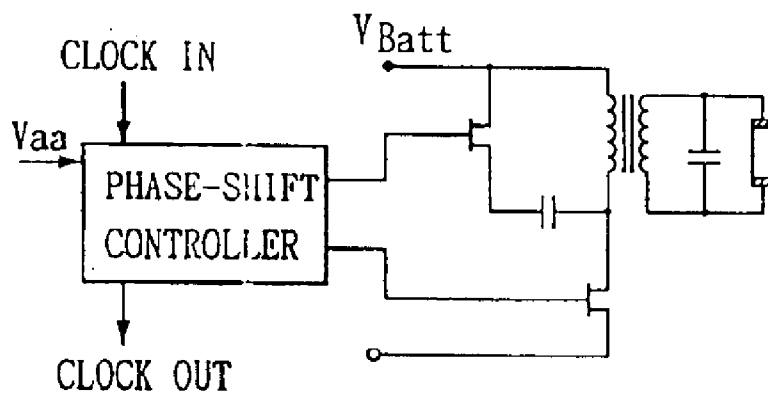 V Batt
CLOCK IN
Vaa
PHASE-SHIFT
CONTROLLER
CLOCK OUT